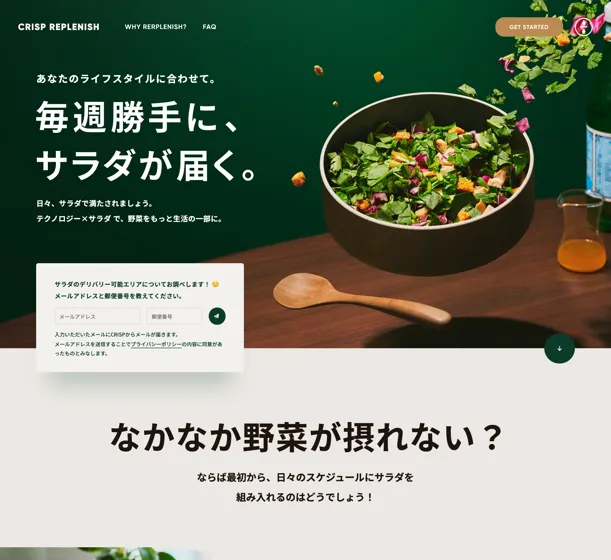 CRISP REPLENISH
WHY RERPLENISH?
FAQ
GET STARTED
あなたのライフスタイルに合わせて。
毎週勝手に、
サラダが届く。
日々、サラダで満たされましょう。
テクノロジー×サラダ で、野菜をもっと生活の一部に。
サラダのデリバリー可能エリアについてお調べします！
メールアドレスと郵便番号を教えてください。
メールアドレス
郵便番号
入力いただいたメールにCRISPからメールが届きます。
メールアドレスを送信することでプライバシーポリシーの内容に同意があ
ったものとみなします。
なかなか野菜が摂れない？
ならば最初から、日々のスケジュールにサラダを
組み入れるのはどうでしょう！